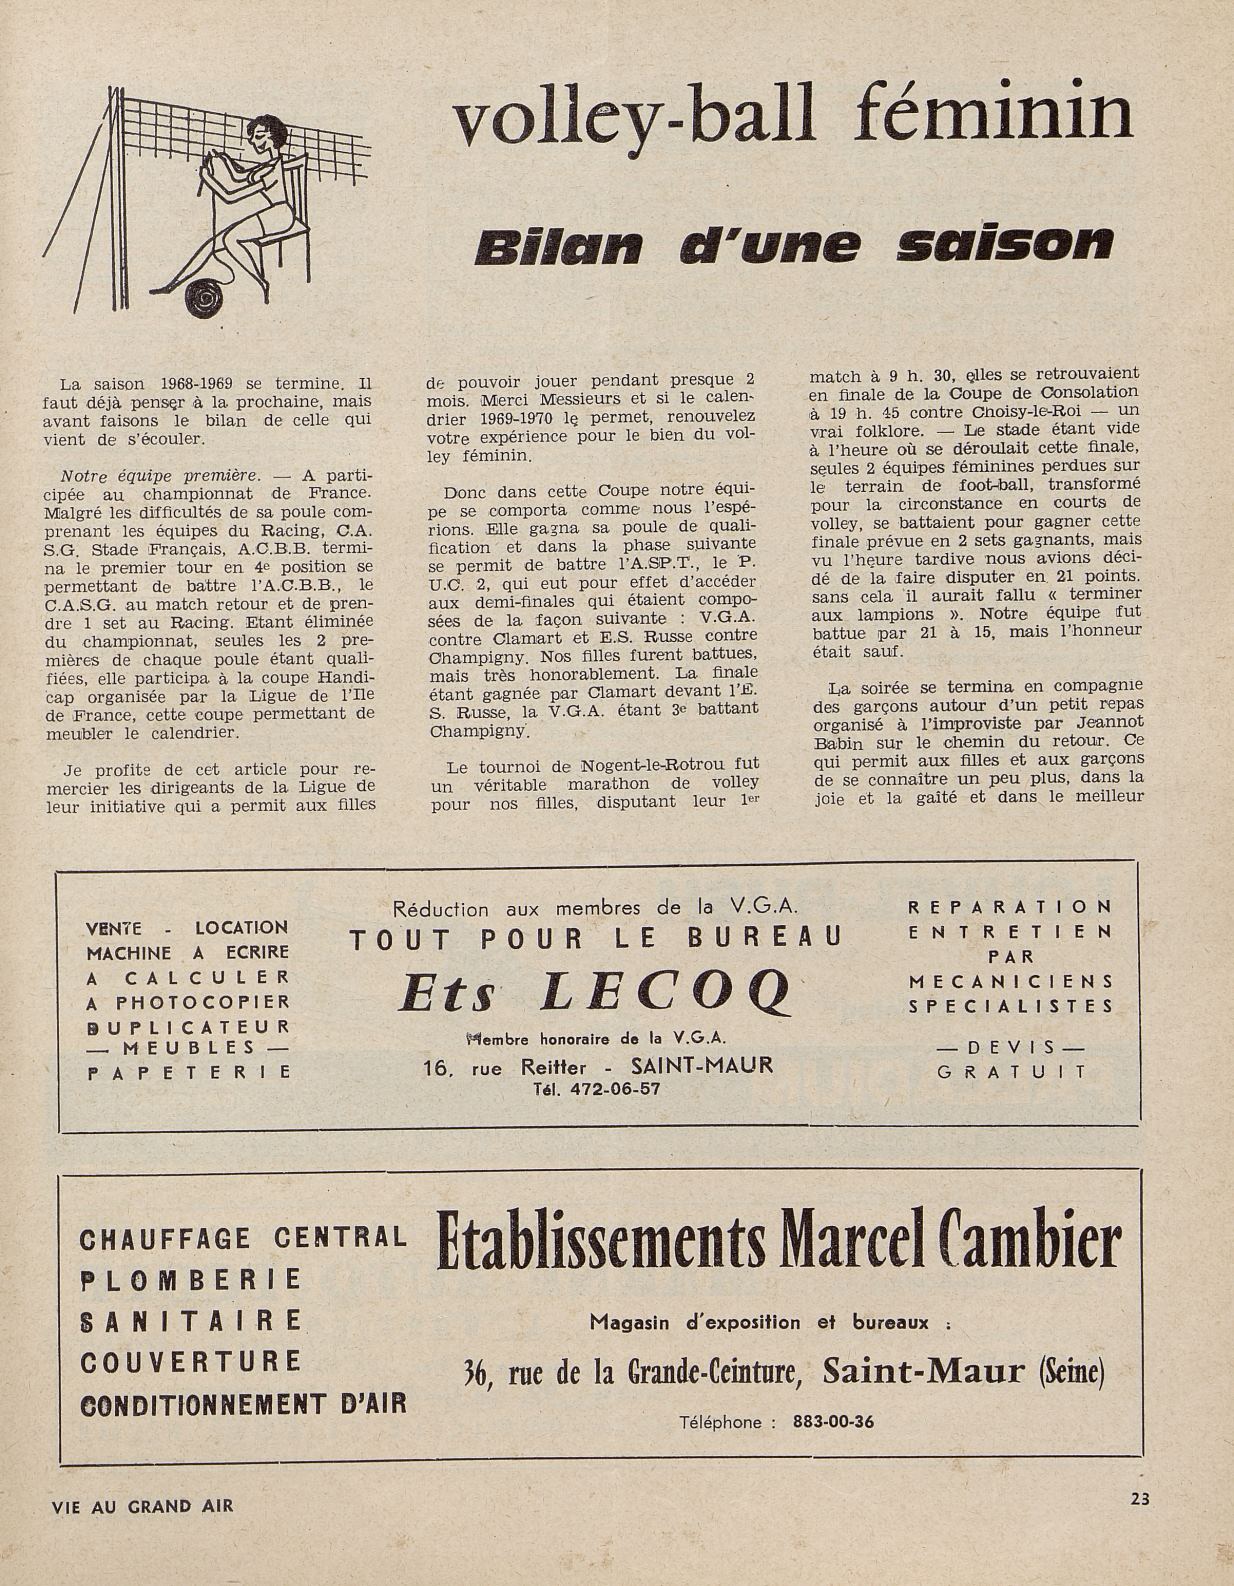 volley-ball féminin
Bilan d'une saison
La saison 1968-1969 se termine. Il
faut déjà penser à la prochaine, mais
avant faisons le bilan de celle qui
vient de s'écouler.
Notre équipe première. — A parti-
cipée au championnat de France.
Malgré les difficultés de sa poule com-
prenant les équipes du Racing, C.A.
S.G. Stade Français, A.C.B.B. termi-
na le premier tour en 4e position se
permettant de battre l'A.C.B.B., le
C.A.S.G. au match retour et de pren-
dre 1 set au Racing. Etant éliminée
du championnat, seules les 2 pre-
mières de chaque poule étant quali-
fiées, elle participa à la coupe Handi-
cap organisée par la Ligue de l'Ile
de France, cette coupe permettant de
meubler le calendrier.
Je profite de cet article pour re-
mercier les dirigeants de la Ligue de
leur initiative qui a permit aux filles
de pouvoir jouer pendant presque 2
mois. Merci Messieurs et si le calen-
drier 1969-1970 le permet, renouvelez
votre expérience pour le bien du vol-
ley féminin.
Donc dans cette Coupe notre équi-
pe se comporta comme nous l'espé-
rions. Elle gagna sa poule de quali-
fication et dans la phase suivante
se permit de battre l'A.SP.T., le P.
U.C. 2, qui eut pour effet d'accéder
aux demi-finales qui étaient compo-
sées de la façon suivante : V.G.A.
contre Clamart et E.S. Russe contre
Champigny. Nos filles furent battues,
mais très honorablement. La finale
étant gagnée par Clamart devant l'E.
S. Russe, la V.G.A. étant 3e battant
Champigny.
Le tournoi de Nogent-le-Rotrou fut
un véritable marathon de volley
pour nos filles, disputant leur 1er
match à 9 h. 30, elles se retrouvaient
en finale de la Coupe de Consolation
à 19 h. 45 contre Choisy-le-Roi — un
vrai folklore. — Le stade étant vide
à l'heure où se déroulait cette finale,
seules 2 équipes féminines perdues sur
le terrain de foot-ball, transformé
pour la circonstance en courts de
volley, se battaient pour gagner cette
finale prévue en 2 sets gagnants, mais
vu l'heure tardive nous avions déci-
dé de la faire disputer en 21 points.
sans cela il aurait fallu « terminer
aux lampions ». Notre équipe fut
battue par 21 à 15, mais l'honneur
était sauf.
La soirée se termina en compagnie
des garçons autour d'un petit repas
organisé à l'improviste par Jeannot
Babin sur le chemin du retour. Ce
qui permit aux filles et aux garçons
de se connaître un peu plus, dans la
joie et la gaîté et dans le meilleur
VENTE - LOCATION
MACHINE A ECRIRE
A CALCULER
A PHOTOCOPIER
DUPLICATEUR
— MEUBLES —
PAPETERIE
Réduction aux membres de la V.G.A.
TOUT POUR LE BUREAU
Ets LECOQ
Membre honoraire de la V.G.A.
16, rue Reitter - SAINT-MAUR
Tél. 472-06-57
REPARATION
ENTRETIEN
PAR
MECANICIENS
SPECIALISTES
— DEVIS —
GRATUIT
CHAUFFAGE CENTRAL
PLOMBERIE
SANITAIRE
COUVERTURE
CONDITIONNEMENT D'AIR
Etablissements Marcel Cambier
Magasin d'exposition et bureaux :
36, rue de la Grande-Ceinture, Saint-Maur (Seine)
Téléphone : 883-00-36
VIE AU GRAND AIR
23